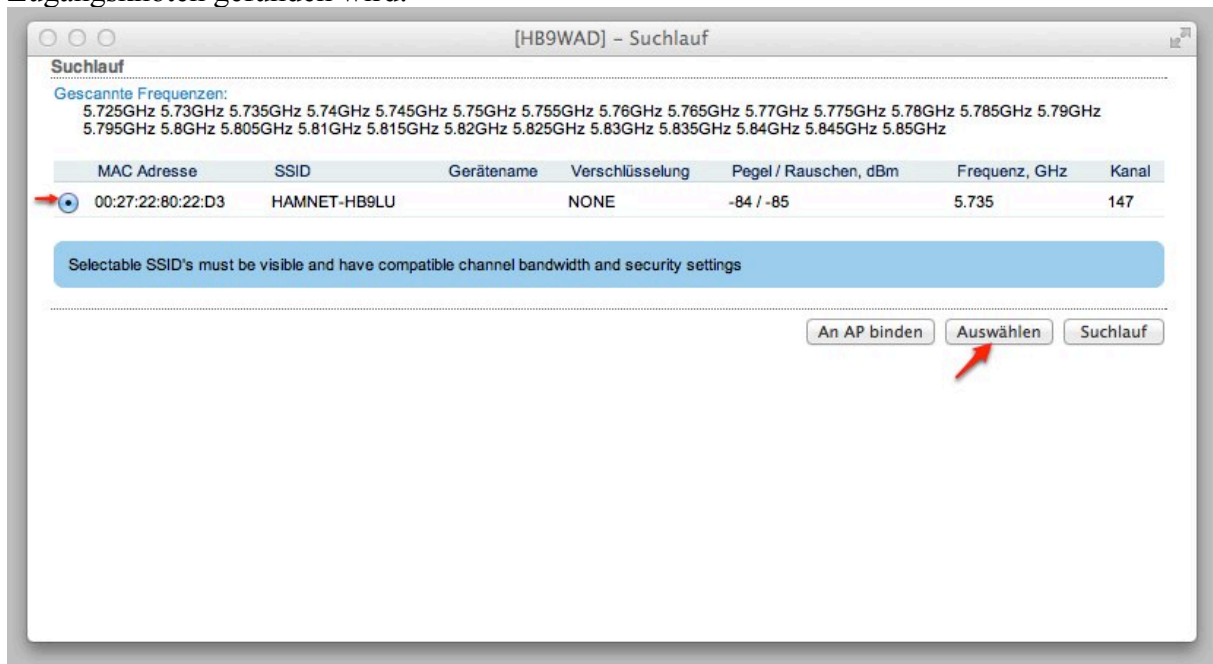 Zugangsknoten gefunden wird.
[HB9WAD] – Suchlauf
Suchlauf
Gescannte Frequenzen:
5.725GHz 5.73GHz 5.735GHz 5.74GHz 5.745GHz 5.75GHz 5.755GHz 5.76GHz 5.765GHz 5.77GHz 5.775GHz 5.78GHz 5.785GHz 5.79GHz
5.795GHz 5.8GHz 5.805GHz 5.81GHz 5.815GHz 5.82GHz 5.825GHz 5.83GHz 5.835GHz 5.84GHz 5.845GHz 5.85GHz
MAC Adresse SSID Gerätename Verschlüsselung Pegel / Rauschen, dBm Frequenz, GHz Kanal
00:27:22:80:22:D3 HAMNET-HB9LU NONE -84 / -85 5.735 147
Selectable SSID's must be visible and have compatible channel bandwidth and security settings
An AP binden Auswählen Suchlauf